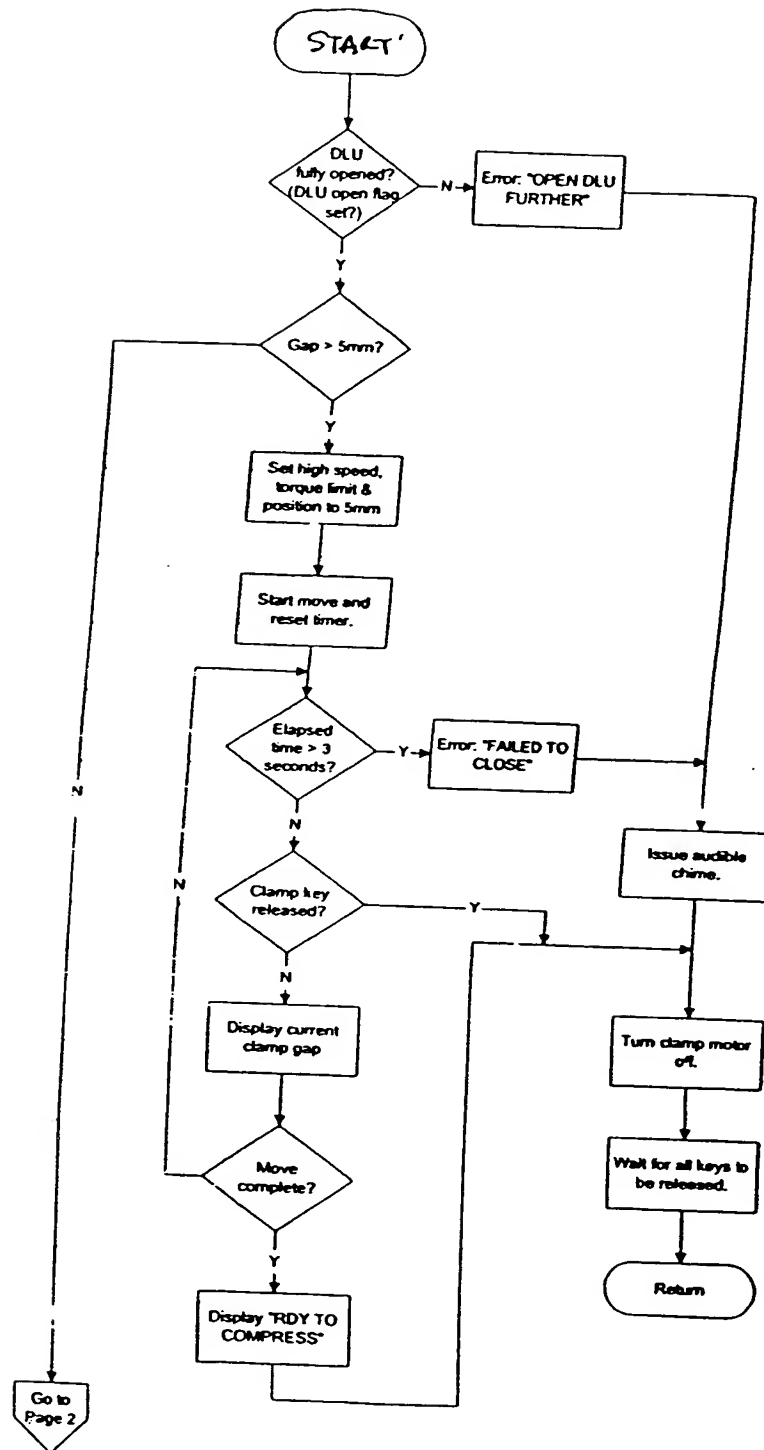 START
DLU
fully opened?
(DLU open flag
set?)
N
Error: "OPEN DLU
FURTHER"
Y
Gap > 5mm?
Y
Set high speed,
torque limit &
position to 5mm
Start move and
reset timer.
Elapsed
time > 3
seconds?
Y
Error: "FAILED TO
CLOSE"
N
N
N
Issue audible
chime.
Clamp key
released?
Y
N
Display current
clamp gap
Turn clamp motor
off.
Move
complete?
Wait for all keys to
be released.
Y
Return
Display "RDY TO
COMPRESS"
Go to
Page 2